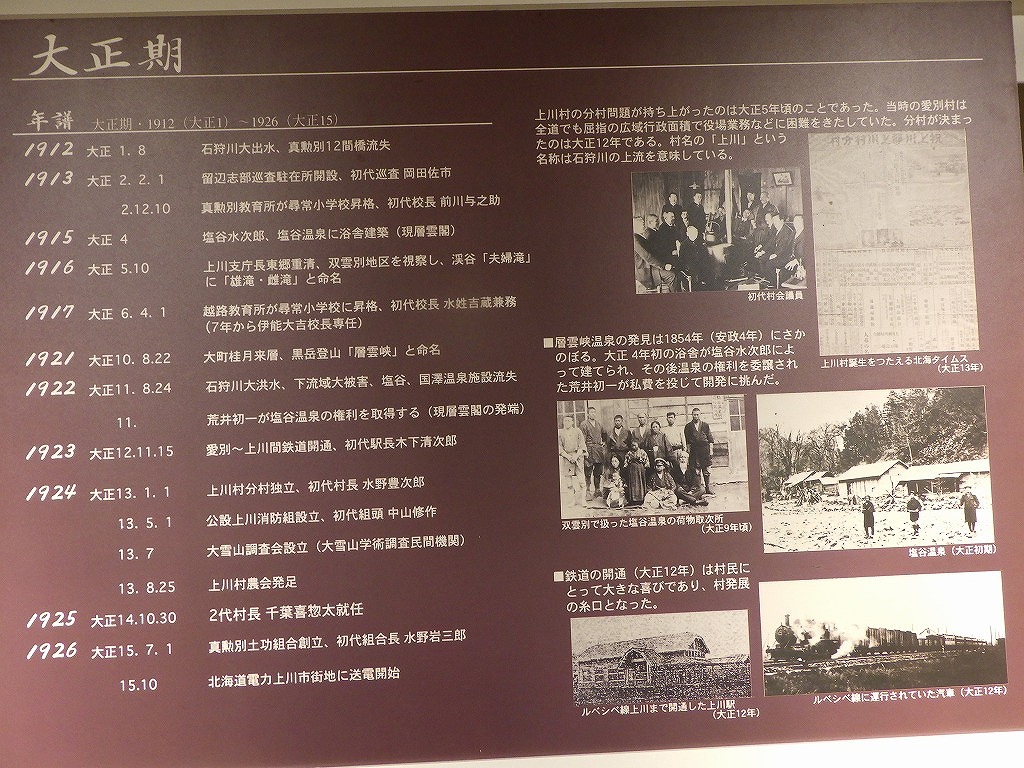 大正期
年譜 大正期・1912(大正1)~1926(大正15)
1912 大正 1. 8 石狩川大出水、真勲別12間橋流失
1913 大正 2. 2. 1 留辺志部巡査駐在所開設、初代巡査 岡田佐市
2.12.10 真勲別教育所が尋常小学校昇格、初代校長 前川与之助
1915 大正 4 塩谷水次郎、塩谷温泉に浴舎建築(現層雲閣)
1916 大正 5.10 上川支庁長東郷重清、双雲別地区を視察し、渓谷「夫婦滝」
に「雄滝・雌滝」と命名
1917 大正 6. 4. 1 越路教育所が尋常小学校に昇格、初代校長 水姓吉蔵兼務
(7年から伊能大吉校長専任)
1921 大正10. 8.22 大町桂月来層、黒岳登山「層雲峡」と命名
1922 大正11. 8.24 石狩川大洪水、下流域大被害、塩谷、国澤温泉施設流失
11. 荒井初一が塩谷温泉の権利を取得する(現層雲閣の発端)
1923 大正12.11.15 愛別~上川間鉄道開通、初代駅長木下清次郎
1924 大正13. 1. 1 上川村分村独立、初代村長 水野豊次郎
13. 5. 1 公設上川消防組設立、初代組頭 中山修作
13. 7 大雪山調査会設立(大雪山学術調査民間機関)
13. 8.25 上川村農会発足
1925 大正14.10.30 2代村長 千葉喜惣太就任
1926 大正15. 7. 1 真勲別土功組合創立、初代組合長 水野岩三郎
15.10 北海道電力上川市街地に送電開始
上川村の分村問題が持ち上がったのは大正5年頃のことであった。当時の愛別村は
全道でも屈指の広域行政面積で役場業務などに困難をきたしていた。分村が決まっ
たのは大正12年である。村名の「上川」という
名称は石狩川の上流を意味している。
初代村会議員
上川村誕生をつたえる北海タイムス
(大正13年)
■層雲峡温泉の発見は1854年(安政4年)にさか
のぼる。大正 4年初の浴舎が塩谷水次郎によ
って建てられ、その後温泉の権利を委譲され
た荒井初一が私費を投じて開発に挑んだ。
双雲別で扱った塩谷温泉の荷物取次所
(大正9年頃)
塩谷温泉(大正初期)
■鉄道の開通(大正12年)は村民に
とって大きな喜びであり、村発展
の糸口となった。
ルベシベ線上川まで開通した上川駅
(大正12年)
ルベシベ線に運行されていた汽車(大正12年)